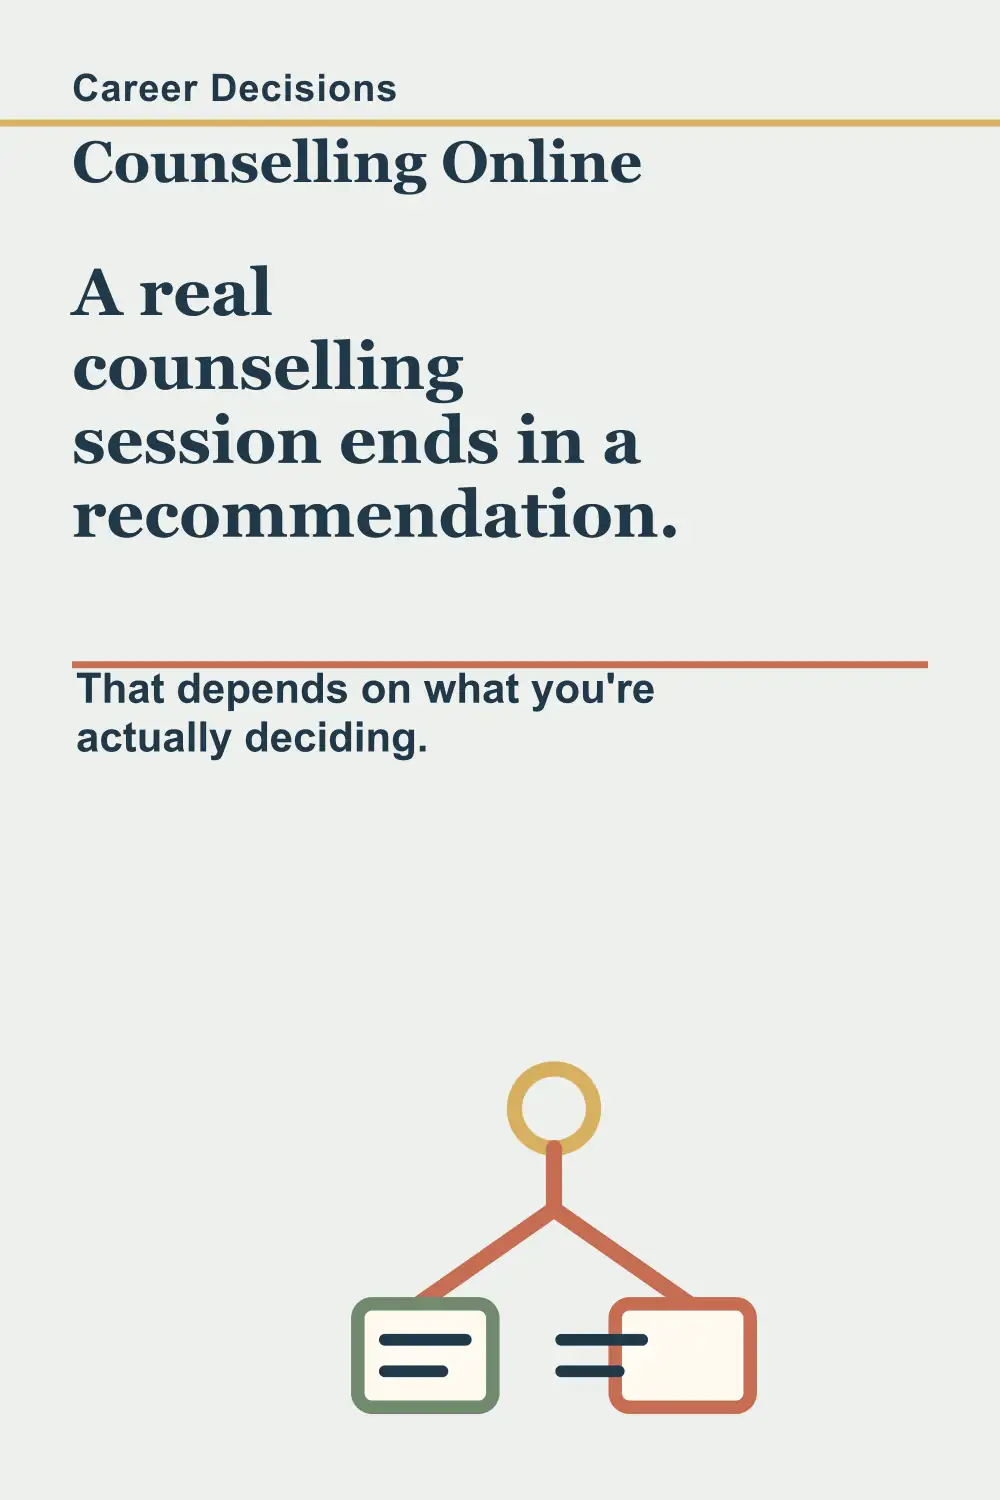 Career Decisions
Counselling Online
A real
counselling
session ends in a
recommendation.
That depends on what you're
actually deciding.